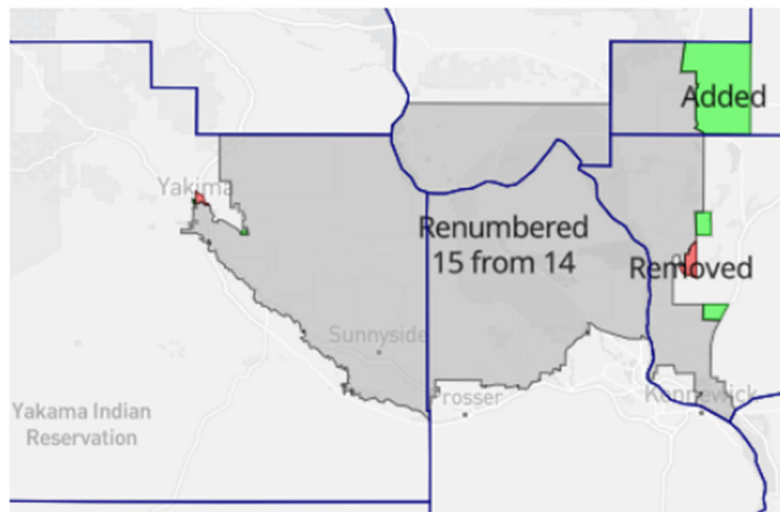 Added
Yakima
Renumbered
15 from 14
Removed
Sunnyside
Prosser
Kennewick
Yakama Indian
Reservation